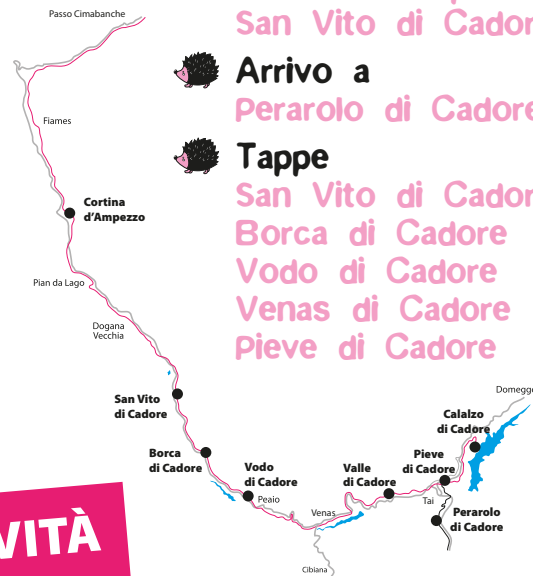 Passo Cimabanche
San Vito di Cador
Arrivo a
Perarolo di Cadore
Tappe
San Vito di Cador
Borca di Cadore
Vodo di Cadore
Venas di Cadore
Pieve di Cadore
Fiames
Cortina
d'Ampezzo
Pian da Lago
Dogana
Vecchia
San Vito
di Cadore
Borca
di Cadore
Vodo
di Cadore
Peaio
Venas
Cibiana
Valle
di Cadore
Pieve
di Cadore
Tai
Calalzo
di Cadore
Domegge
Perarolo
di Cadore
VITÀ